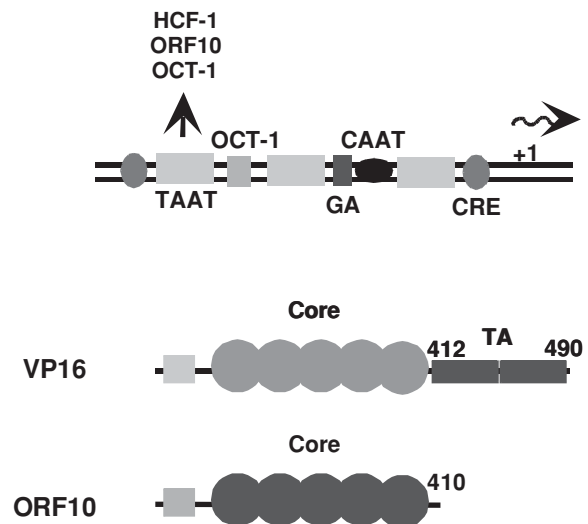 HCF-1
ORF10
OCT-1
OCT-1 CAAT
+1
TAAT GA CRE
Core
VP16 412 TA 490
Core
ORF10 410